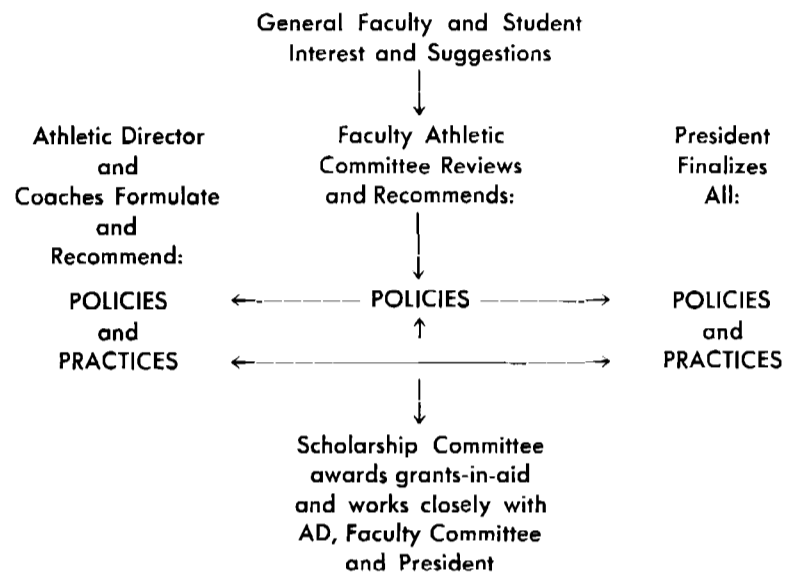 General Faculty and Student
Interest and Suggestions
Athletic Director
and
Coaches Formulate
and
Recommend:
Faculty Athletic
Committee Reviews
and Recommends:
President
Finalizes
All:
POLICIES
and
PRACTICES
POLICIES
POLICIES
and
PRACTICES
Scholarship Committee
awards grants-in-aid
and works closely with
AD, Faculty Committee
and President